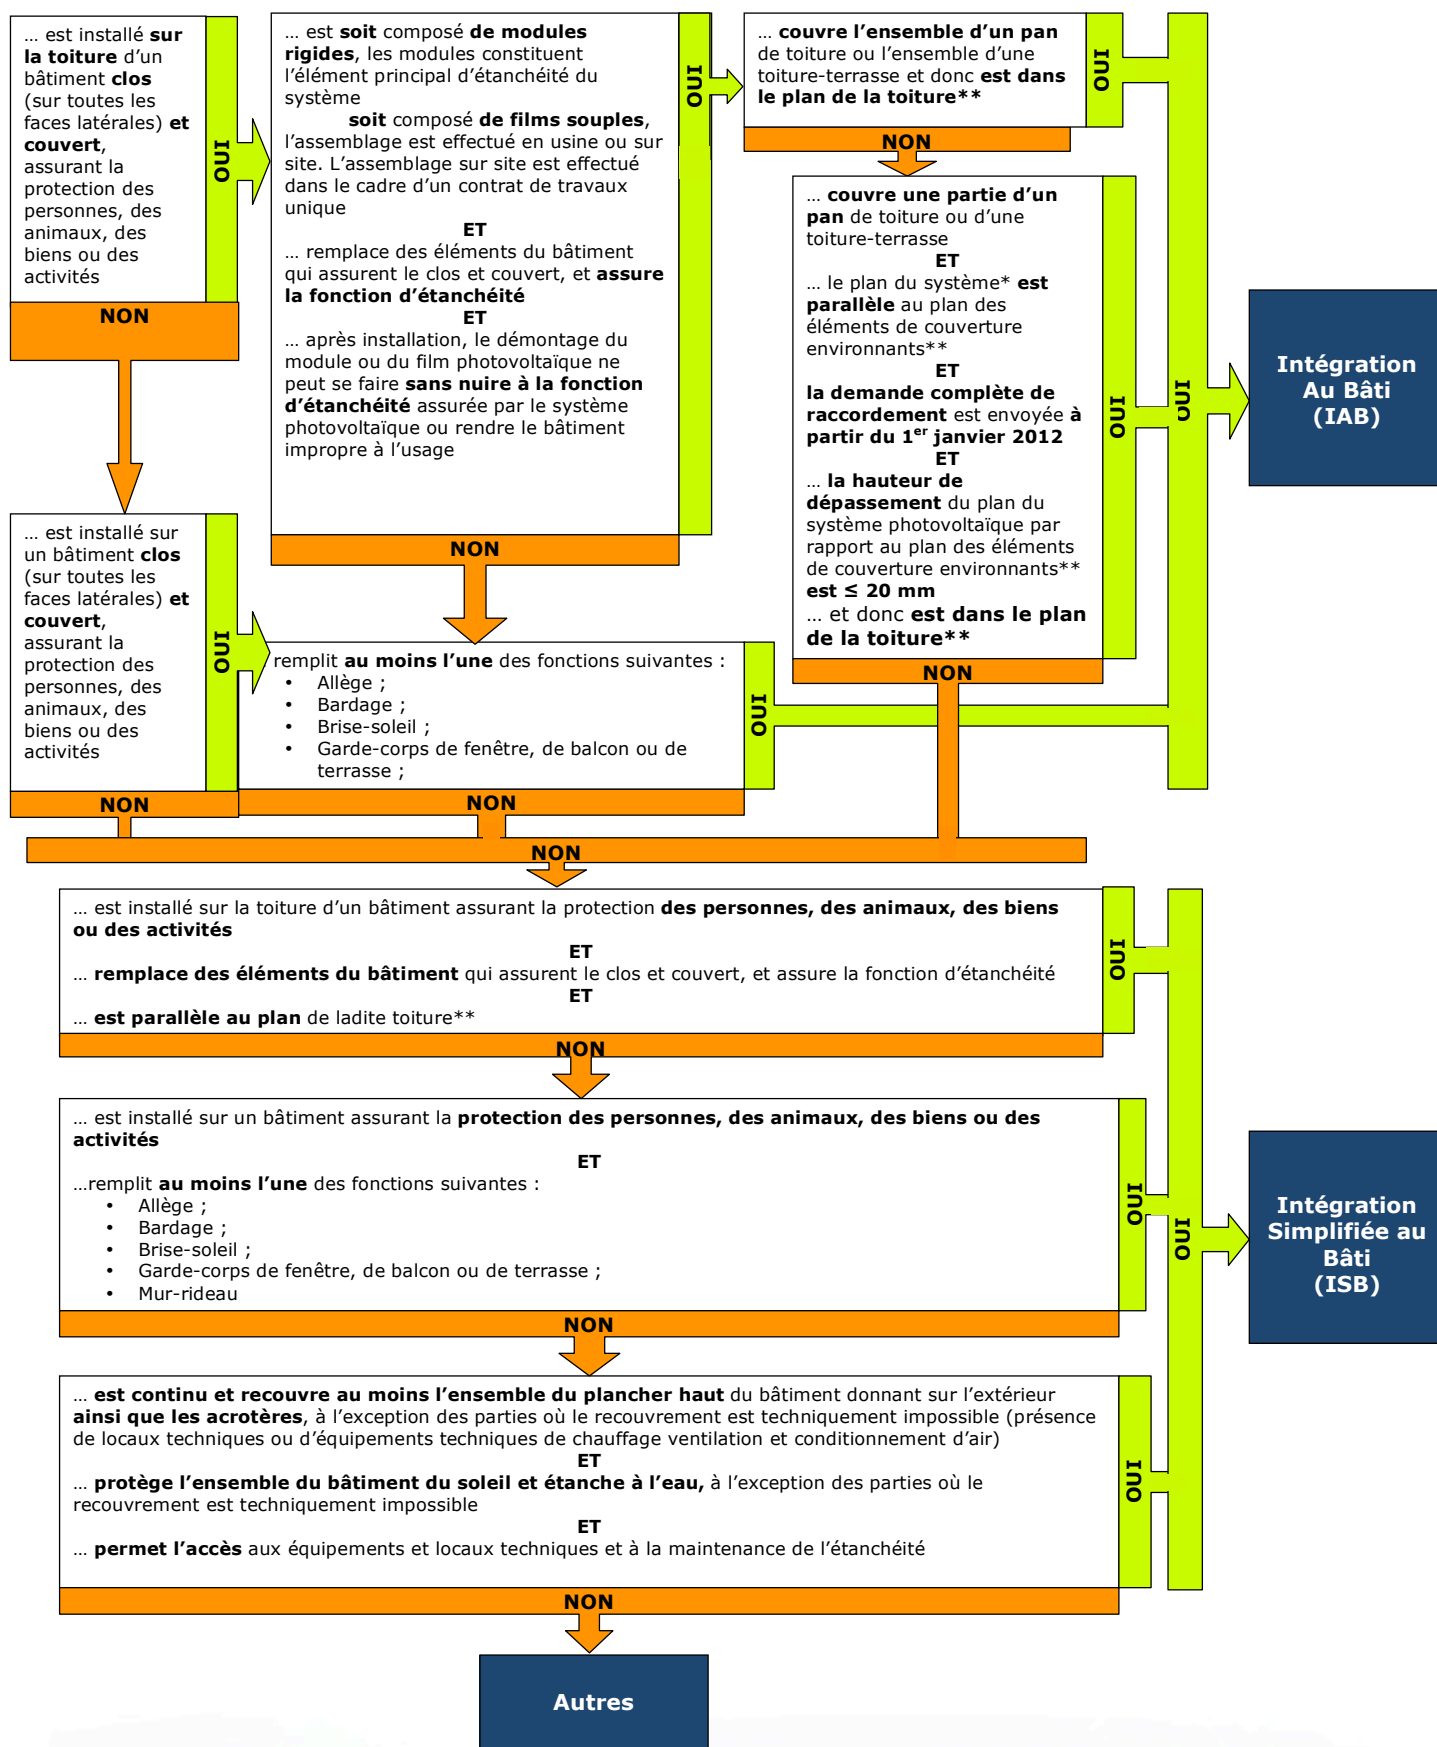 … est installé sur
la toiture d’un
bâtiment clos
(sur toutes les
faces latérales) et
couvert,
assurant la
protection des
personnes, des
animaux, des
biens ou des
activités
OUI
NON
… est soit composé de modules
rigides, les modules constituent
l’élément principal d’étanchéité du
système
soit composé de films souples,
l’assemblage est effectué en usine ou sur
site. L’assemblage sur site est effectué
dans le cadre d’un contrat de travaux
unique
ET
… remplace des éléments du bâtiment
qui assurent le clos et couvert, et assure
la fonction d’étanchéité
ET
… après installation, le démontage du
module ou du film photovoltaïque ne
peut se faire sans nuire à la fonction
d’étanchéité assurée par le système
photovoltaïque ou rendre le bâtiment
impropre à l’usage
OUI
NON
… couvre l’ensemble d’un pan
de toiture ou l’ensemble d’une
toiture-terrasse et donc est dans
le plan de la toiture**
OUI
NON
… couvre une partie d’un
pan de toiture ou d’une
toiture-terrasse
ET
… le plan du système* est
parallèle au plan des
éléments de couverture
environnants**
ET
la demande complète de
raccordement est envoyée à
partir du 1er janvier 2012
ET
… la hauteur de
dépassement du plan du
système photovoltaïque par
rapport au plan des éléments
de couverture environnants**
est ≤ 20 mm
… et donc est dans le plan
de la toiture**
OUI
NON
OUI
Intégration
Au Bâti
(IAB)
… est installé sur
un bâtiment clos
(sur toutes les
faces latérales) et
couvert,
assurant la
protection des
personnes, des
animaux, des
biens ou des
activités
OUI
NON
remplit au moins l’une des fonctions suivantes :
• Allège ;
• Bardage ;
• Brise-soleil ;
• Garde-corps de fenêtre, de balcon ou de
terrasse ;
OUI
NON
NON
… est installé sur la toiture d’un bâtiment assurant la protection des personnes, des animaux, des biens
ou des activités
ET
… remplace des éléments du bâtiment qui assurent le clos et couvert, et assure la fonction d’étanchéité
ET
… est parallèle au plan de ladite toiture**
OUI
NON
… est installé sur un bâtiment assurant la protection des personnes, des animaux, des biens ou des
activités
ET
…remplit au moins l’une des fonctions suivantes :
• Allège ;
• Bardage ;
• Brise-soleil ;
• Garde-corps de fenêtre, de balcon ou de terrasse ;
• Mur-rideau
OUI
NON
OUI
Intégration
Simplifiée au
Bâti
(ISB)
… est continu et recouvre au moins l’ensemble du plancher haut du bâtiment donnant sur l’extérieur
ainsi que les acrotères, à l’exception des parties où le recouvrement est techniquement impossible (présence
de locaux techniques ou d’équipements techniques de chauffage ventilation et conditionnement d’air)
ET
… protège l’ensemble du bâtiment du soleil et étanche à l’eau, à l’exception des parties où le
recouvrement est techniquement impossible
ET
… permet l’accès aux équipements et locaux techniques et à la maintenance de l’étanchéité
OUI
NON
Autres